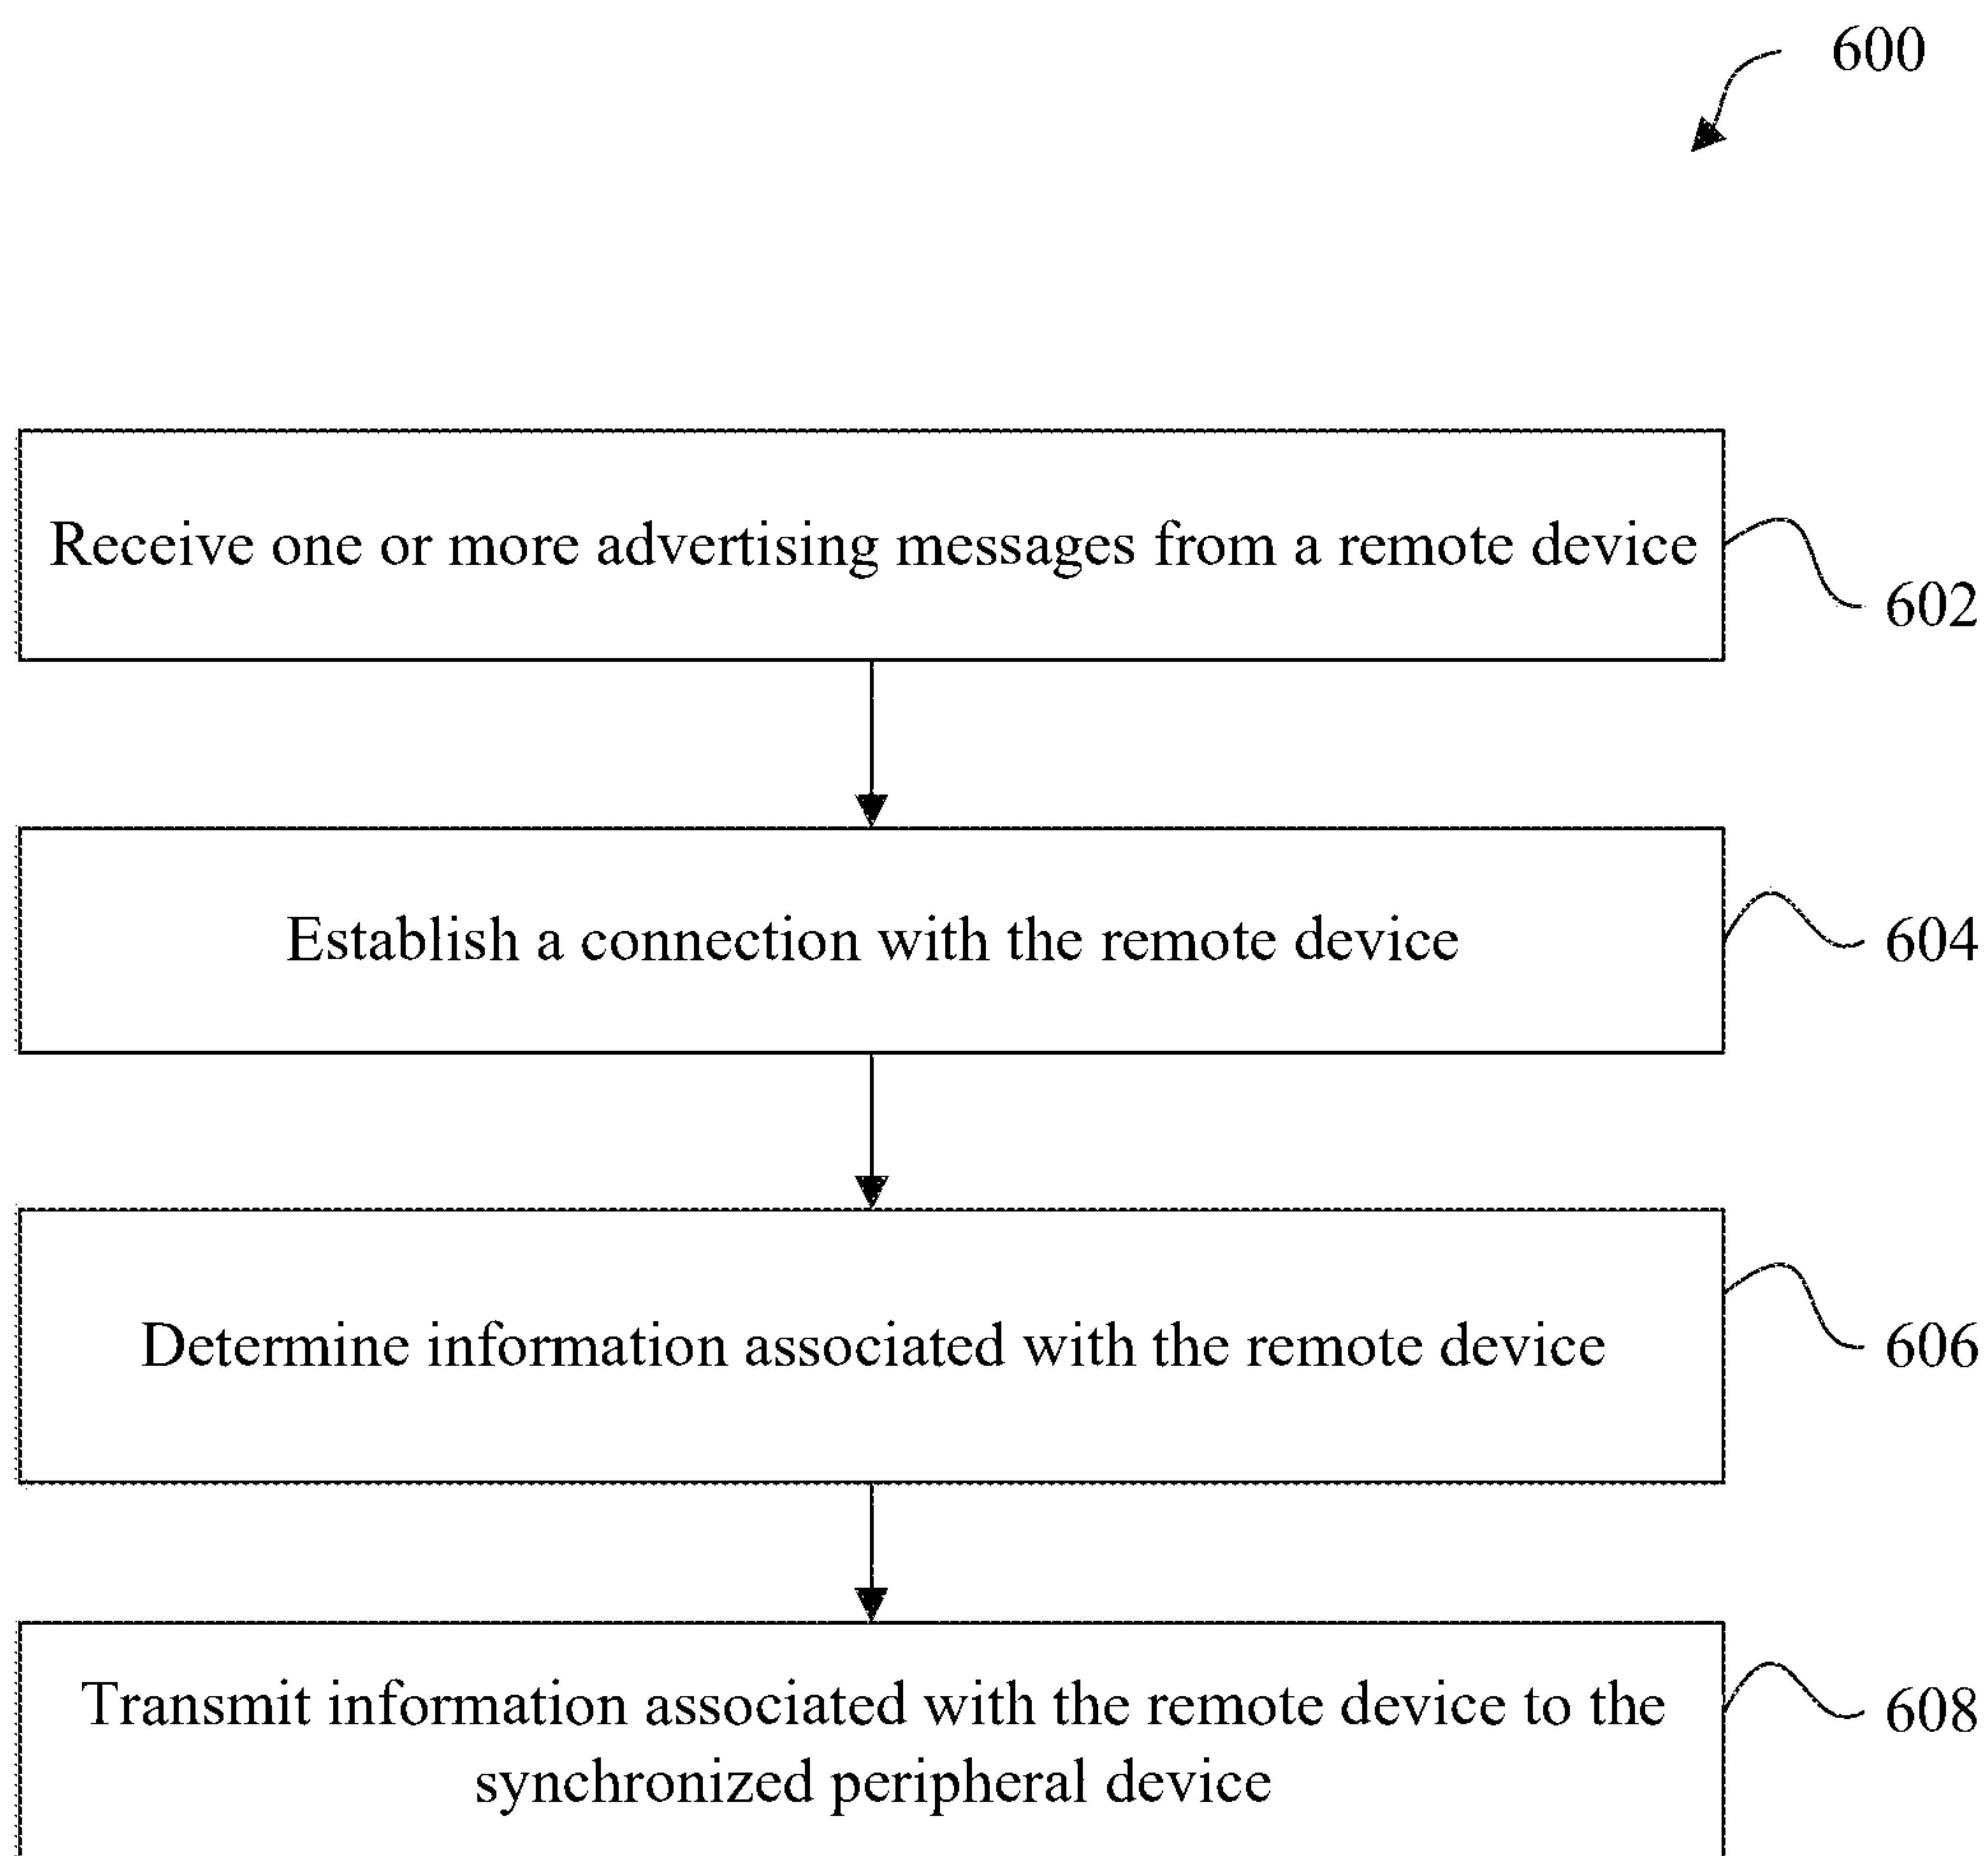 600
Receive one or more advertising messages from a remote device
602
Establish a connection with the remote device
604
Determine information associated with the remote device
606
Transmit information associated with the remote device to the
synchronized peripheral device
608